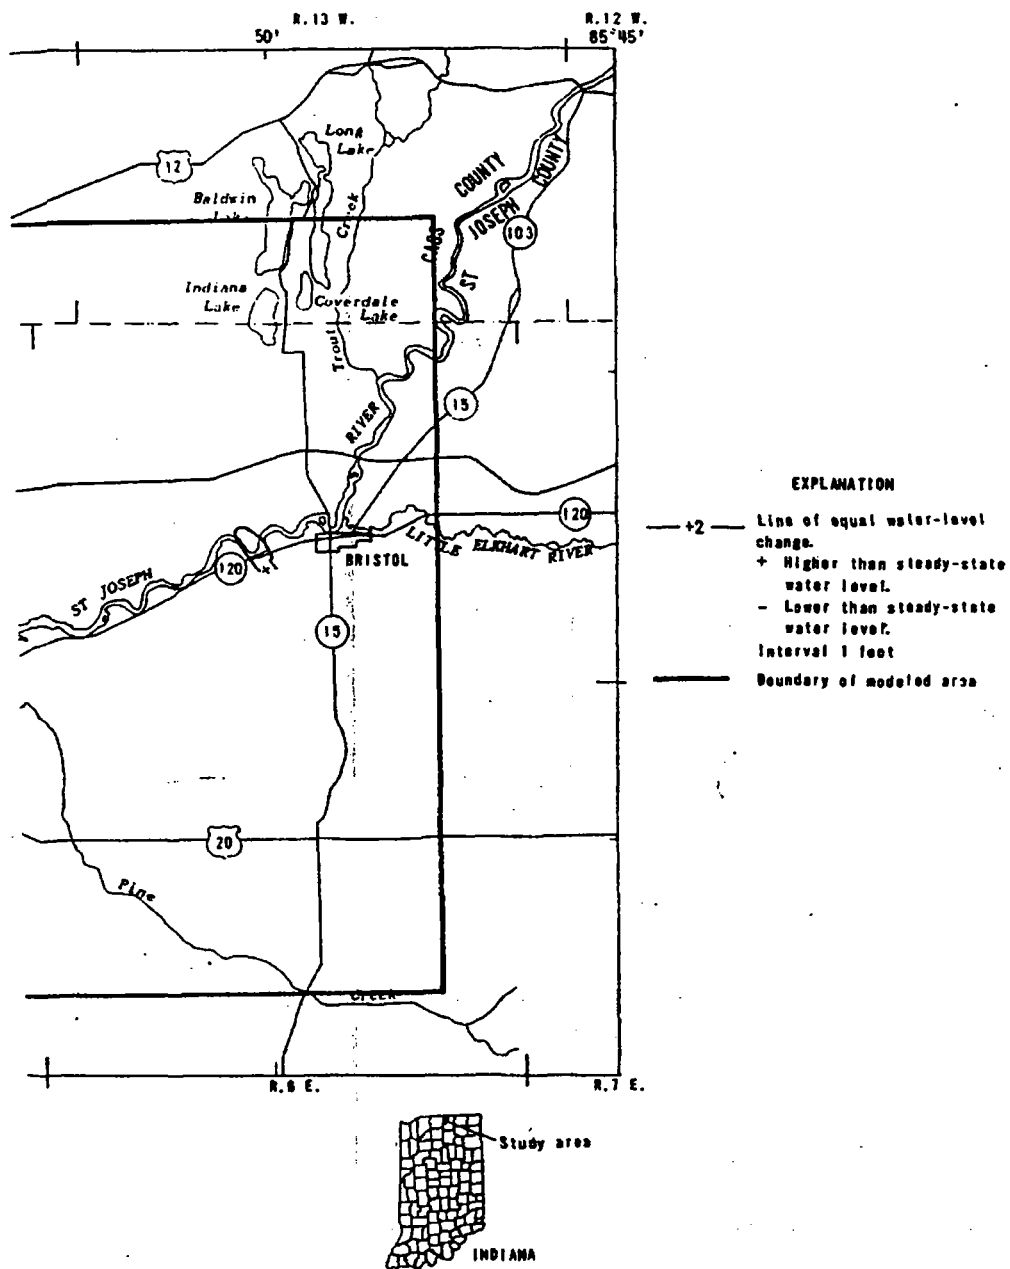 R.13 W.
R.12 W.
50'
85°45'
Long
Lake
12
COUNTY
COUNTY
Baldwin
Lake
Creek
CASS
ST JOSEPH
103
Indiana
Lake
Coverdale
Lake
Trout
15
RIVER
EXPLANATION
+2
Line of equal water-level
change.
+ Higher than steady-state
water level.
- Lower than steady-state
water level.
Interval 1 feet
Boundary of modeled area
120
LITTLE ELKHART RIVER
BRISTOL
120
ST JOSEPH
15
20
Pine
Creek
R.6 E.
R.7 E.
Study area
INDIANA